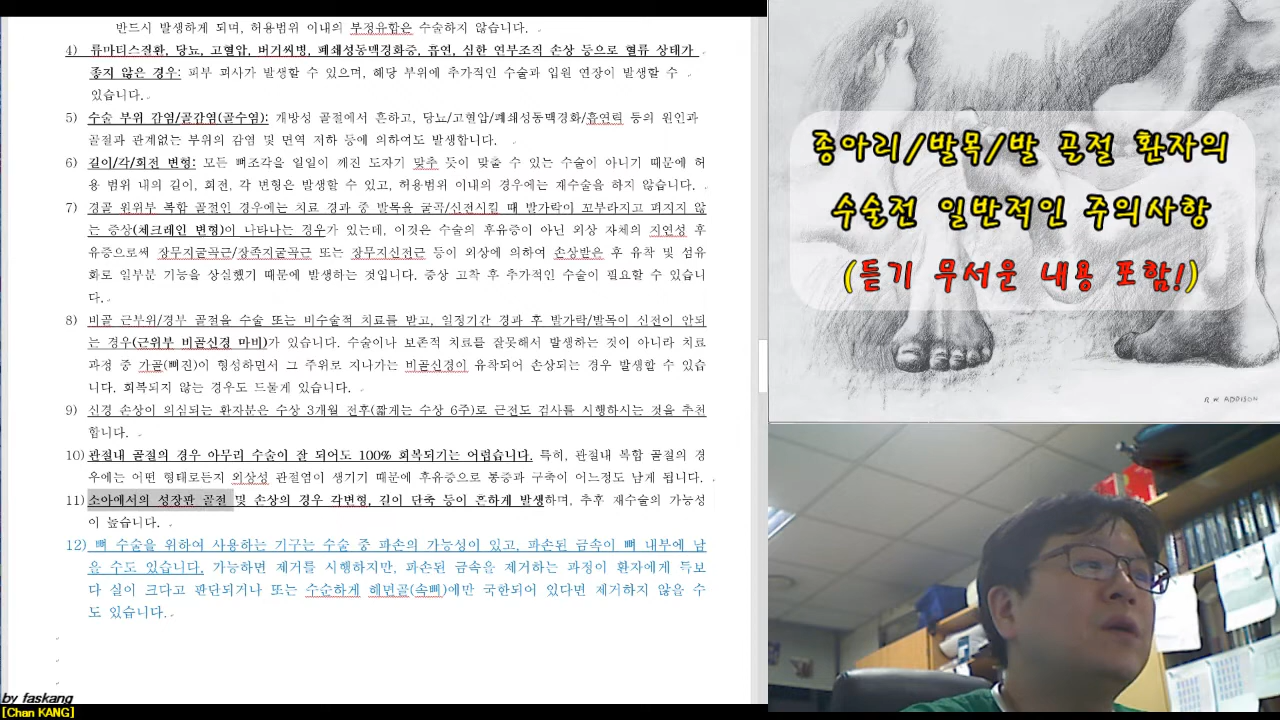 반드시 발생하게 되며, 허용범위 이내의 부정유합은 수술하지 않습니다.
4) 류마티스질환, 당뇨, 고혈압, 버거씨병, 폐쇄성동맥경화증, 흡연, 심한 연부조직 손상 등으로 혈류 상태가
좋지 않은 경우: 피부 괴사가 발생할 수 있으며, 해당 부위에 추가적인 수술과 입원 연장이 발생할 수
있습니다.
5) 수술 부위 감염/골감염(골수염): 개방성 골절에서 흔하고, 당뇨/고혈압/폐쇄성동맥경화/흡연력 등의 원인과
골절과 관계없는 부위의 감염 및 면역 저하 등에 의하여도 발생합니다.
6) 길이/각/회전 변형: 모든 뼈조각을 일일이 깨진 도자기 맞추 듯이 맞출 수 있는 수술이 아니기 때문에 허
용 범위 내의 길이, 회전, 각 변형은 발생할 수 있고, 허용범위 이내의 경우에는 재수술을 하지 않습니다.
7) 경골 원위부 복합 골절인 경우에는 치료 경과 중 발목을 굴곡/신전시킬 때 발가락이 꼬부라지고 펴지지 않
는 증상(체크레인 변형)이 나타나는 경우가 있는데, 이것은 수술의 후유증이 아닌 외상 자체의 지연성 후
유증으로써 장무지굴곡근/장족지굴곡근 또는 장무지신전근 등이 외상에 의하여 손상받은 후 유착 및 섬유
화로 일부분 기능을 상실했기 때문에 발생하는 것입니다. 증상 고착 후 추가적인 수술이 필요할 수 있습니
다.
8) 비골 근부위/경부 골절을 수술 또는 비수술적 치료를 받고, 일정기간 경과 후 발가락/발목이 신전이 안되
는 경우(근위부 비골신경 마비)가 있습니다. 수술이나 보존적 치료를 잘못해서 발생하는 것이 아니라 치료
과정 중 가골(뼈진)이 형성하면서 그 주위로 지나가는 비골신경이 유착되어 손상되는 경우 발생할 수 있습
니다. 회복되지 않는 경우도 드물게 있습니다.
9) 신경 손상이 의심되는 환자분은 수상 3개월 전후(짧게는 수상 6주)로 근전도 검사를 시행하시는 것을 추천
합니다.
10) 관절내 골절의 경우 아무리 수술이 잘 되어도 100% 회복되기는 어렵습니다. 특히, 관절내 복합 골절의 경
우에는 어떤 형태로든지 외상성 관절염이 생기기 때문에 후유증으로 통증과 구축이 어느정도 남게 됩니다.
11) 소아에서의 성장판 골절 및 손상의 경우 각변형, 길이 단축 등이 흔하게 발생하며, 추후 재수술의 가능성
이 높습니다.
12) 뼈 수술을 위하여 사용하는 기구는 수술 중 파손의 가능성이 있고, 파손된 금속이 뼈 내부에 남
을 수도 있습니다. 가능하면 제거를 시행하지만, 파손된 금속을 제거하는 과정이 환자에게 득보
다 실이 크다고 판단되거나 또는 수순하게 해면골(속뼈)에만 국한되어 있다면 제거하지 않을 수
도 있습니다.
by faskang
[Chan KANG]
종아리/발목/발 골절 환자의
수술전 일반적인 주의사항
(듣기 무서운 내용 포함!)
R.W. ADDISON